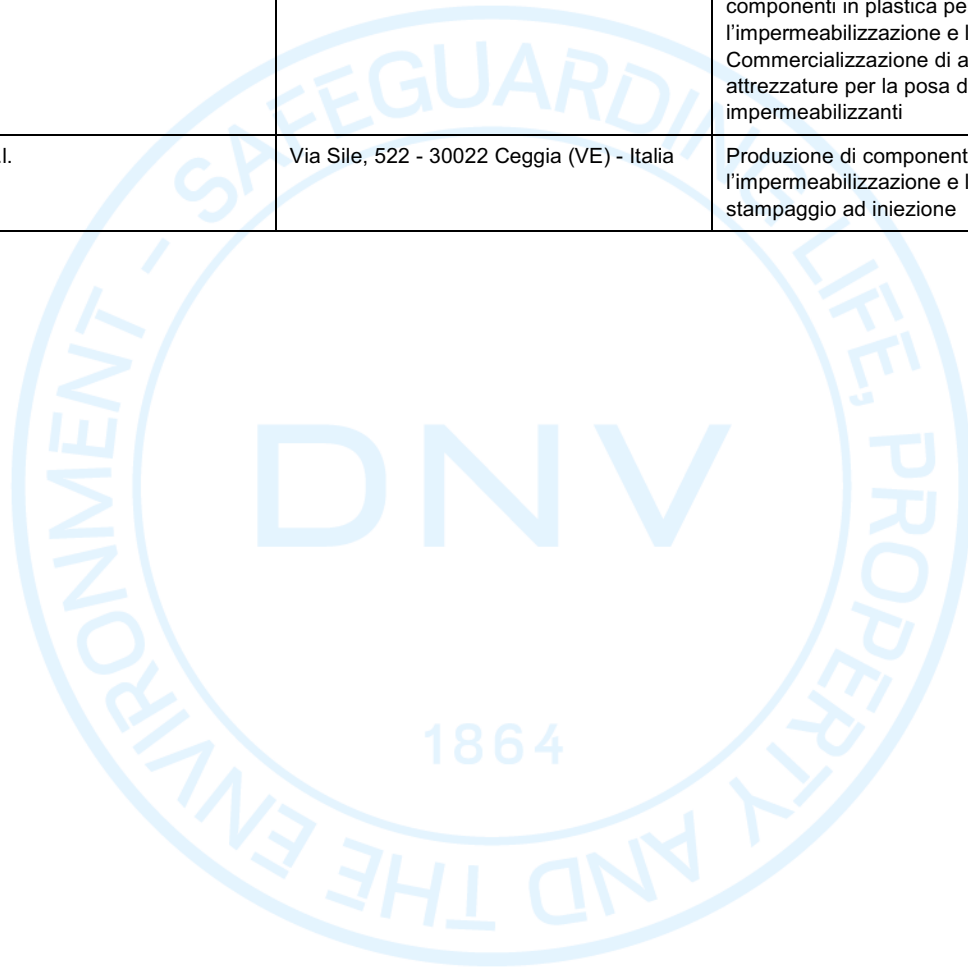 componenti in plastica pe
l'impermeabilizzazione e l
Commercializzazione di a
attrezzature per la posa d
impermeabilizzanti
.l.
Via Sile, 522 - 30022 Ceggia (VE) - Italia
Produzione di component
l'impermeabilizzazione e l
stampaggio ad iniezione
SAFEGUARDING LIFE, PROPERTY AND THE ENVIRONMENT -
DNV
1864